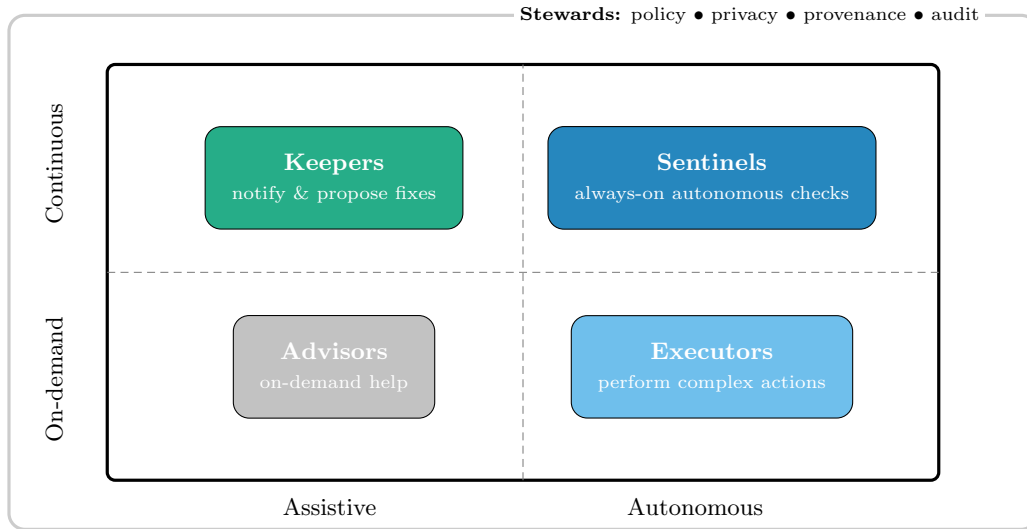 Stewards: policy • privacy • provenance • audit
Continuous
Keepers
notify & propose fixes
Sentinels
always-on autonomous checks
On-demand
Advisors
on-demand help
Executors
perform complex actions
Assistive
Autonomous